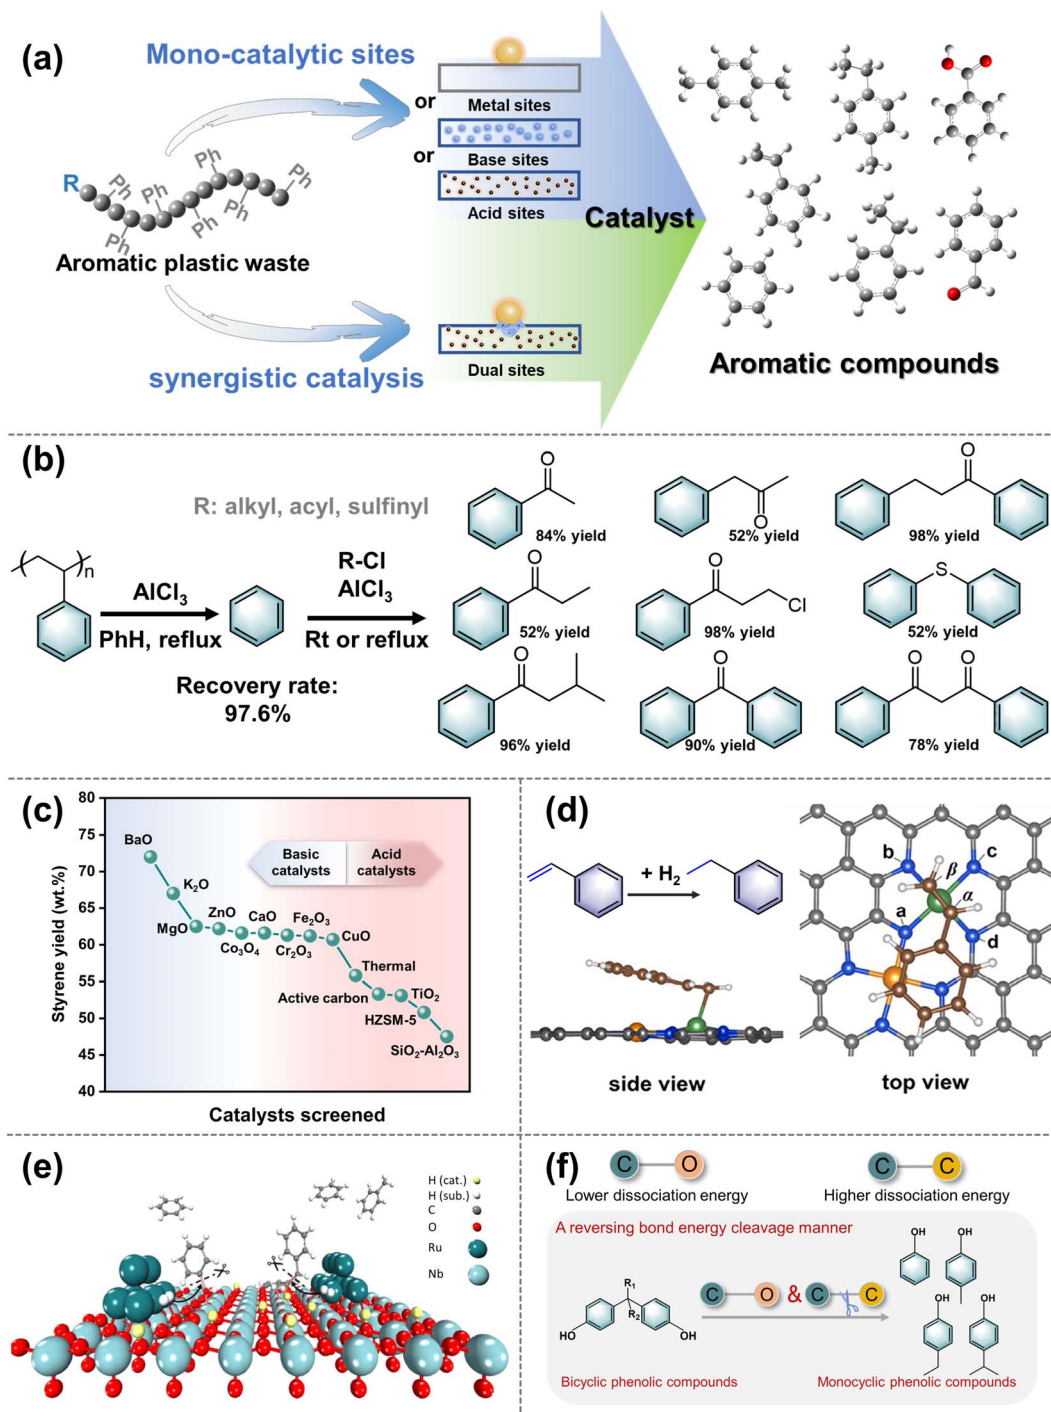 (a)
Mono-catalytic sites
or
Metal sites
or
Base sites
Acid sites
R
Ph
Ph
Ph
Ph
Ph
Ph
Ph
Aromatic plastic waste
Catalyst
synergistic catalysis
Dual sites
Aromatic compounds
(b)
R: alkyl, acyl, sulfinyl
n
AlCl3
PhH, reflux
R-Cl
AlCl3
Rt or reflux
Recovery rate:
97.6%
O
84% yield
O
52% yield
O
98% yield
O
52% yield
O
Cl
98% yield
S
52% yield
O
96% yield
O
90% yield
O O
78% yield
(c)
Styrene yield (wt.%)
80
75
70
65
60
55
50
45
40
BaO
K2O
MgO
ZnO
Co3O4
CaO
Cr2O3
Fe2O3
CuO
Thermal
Active carbon
TiO2
HZSM-5
SiO2-Al2O3
Basic
catalysts
Acid
catalysts
Catalysts screened
(d)
+ H2
side view
b
c
β
α
a
d
top view
(e)
H (cat.)
H (sub.)
C
O
Ru
Nb
(f)
C O
Lower dissociation energy
C C
Higher dissociation energy
A reversing bond energy cleavage manner
R1
R2
HO
OH
C O & C C
OH
OH
OH
OH
Bicyclic phenolic compounds
Monocyclic phenolic compounds